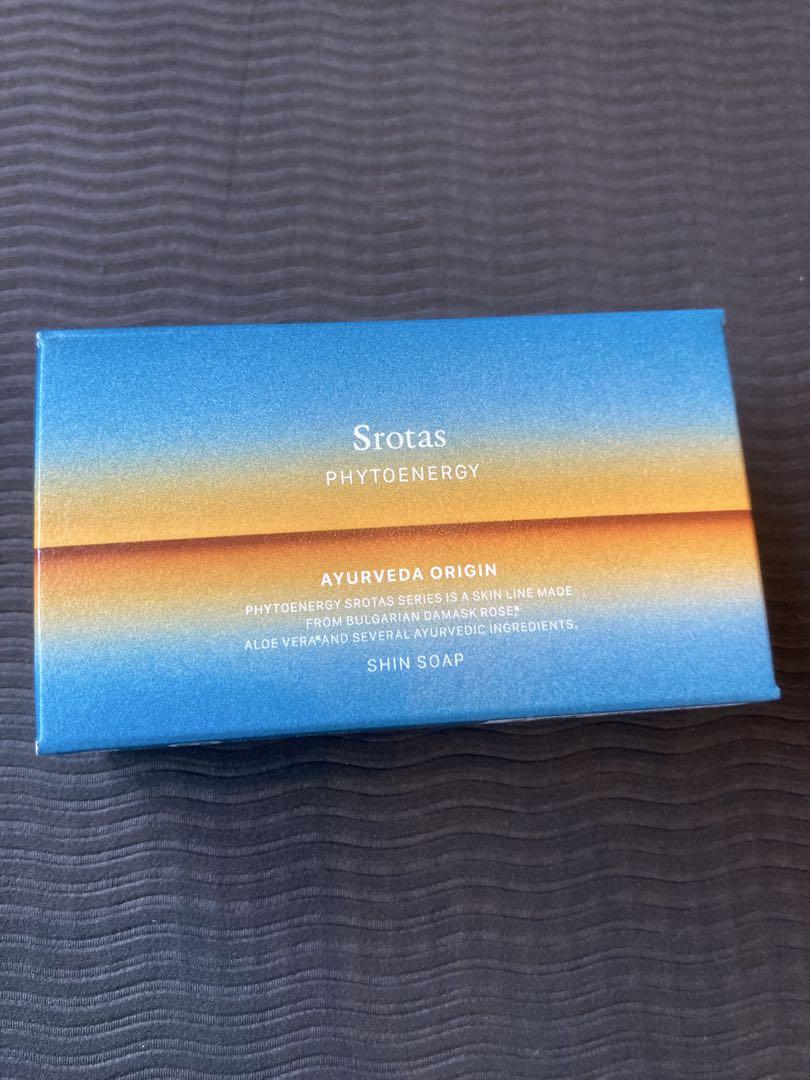 Srotas
PHYTOENERGY
AYURVEDA ORIGIN
PHYTOENERGY SROTAS SERIES IS A SKIN LINE MADE
FROM BULGARIAN DAMASK ROSE※,
ALOE VERA※AND SEVERAL AYURVEDIC INGREDIENTS.
SHIN SOAP